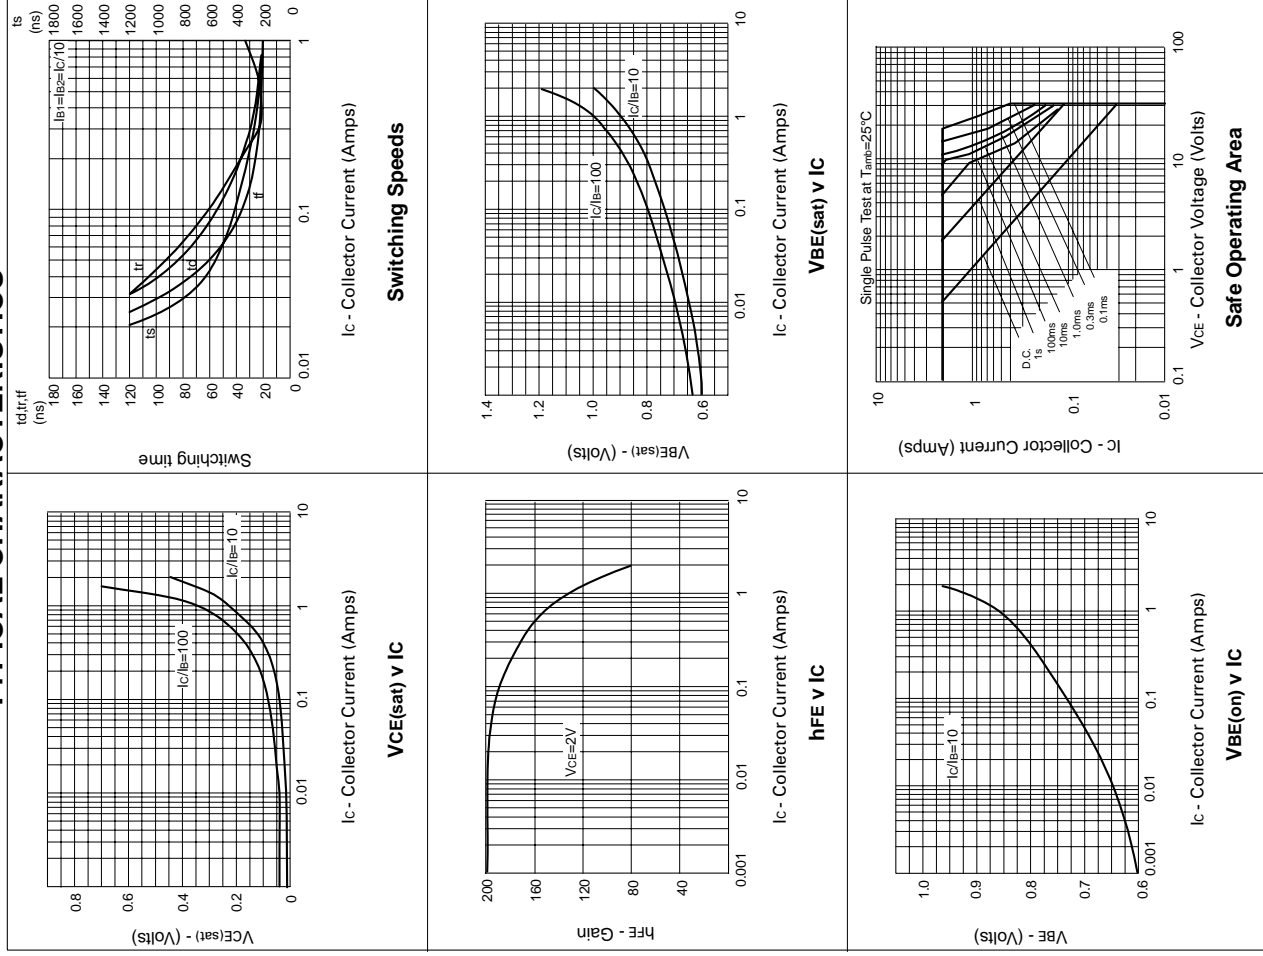 TYPICAL CHARACTERISTICS
VCE(sat) - (Volts)
0.8
0.6
0.4
0.2
0
IC/IB=100
IC/IB=10
0.01
0.1
1
10
IC - Collector Current (Amps)
VCE(sat) v IC
td,tr,tf
(ns)
ts
(ns)
Switching time
180
160
140
120
100
80
60
40
20
0
1800
1600
1400
1200
1000
800
600
400
200
0
IB1=IB2=IC/10
tr
td
ts
tf
0.01
0.1
1
IC - Collector Current (Amps)
Switching Speeds
hFE - Gain
200
160
120
80
40
VCE=2V
0.001
0.01
0.1
1
10
IC - Collector Current (Amps)
hFE v IC
VBE(sat) - (Volts)
1.4
1.2
1.0
0.8
0.6
IC/IB=100
IC/IB=10
0.01
0.1
1
10
IC - Collector Current (Amps)
VBE(sat) v IC
VBE - (Volts)
1.0
0.9
0.8
0.7
0.6
IC/IB=10
0.001
0.01
0.1
1
10
IC - Collector Current (Amps)
VBE(on) v IC
IC - Collector Current (Amps)
10
1
0.1
0.01
Single Pulse Test at Tamb=25°C
D.C.
1s
100ms
10ms
1.0ms
0.3ms
0.1ms
0.1
1
10
100
VCE - Collector Voltage (Volts)
Safe Operating Area